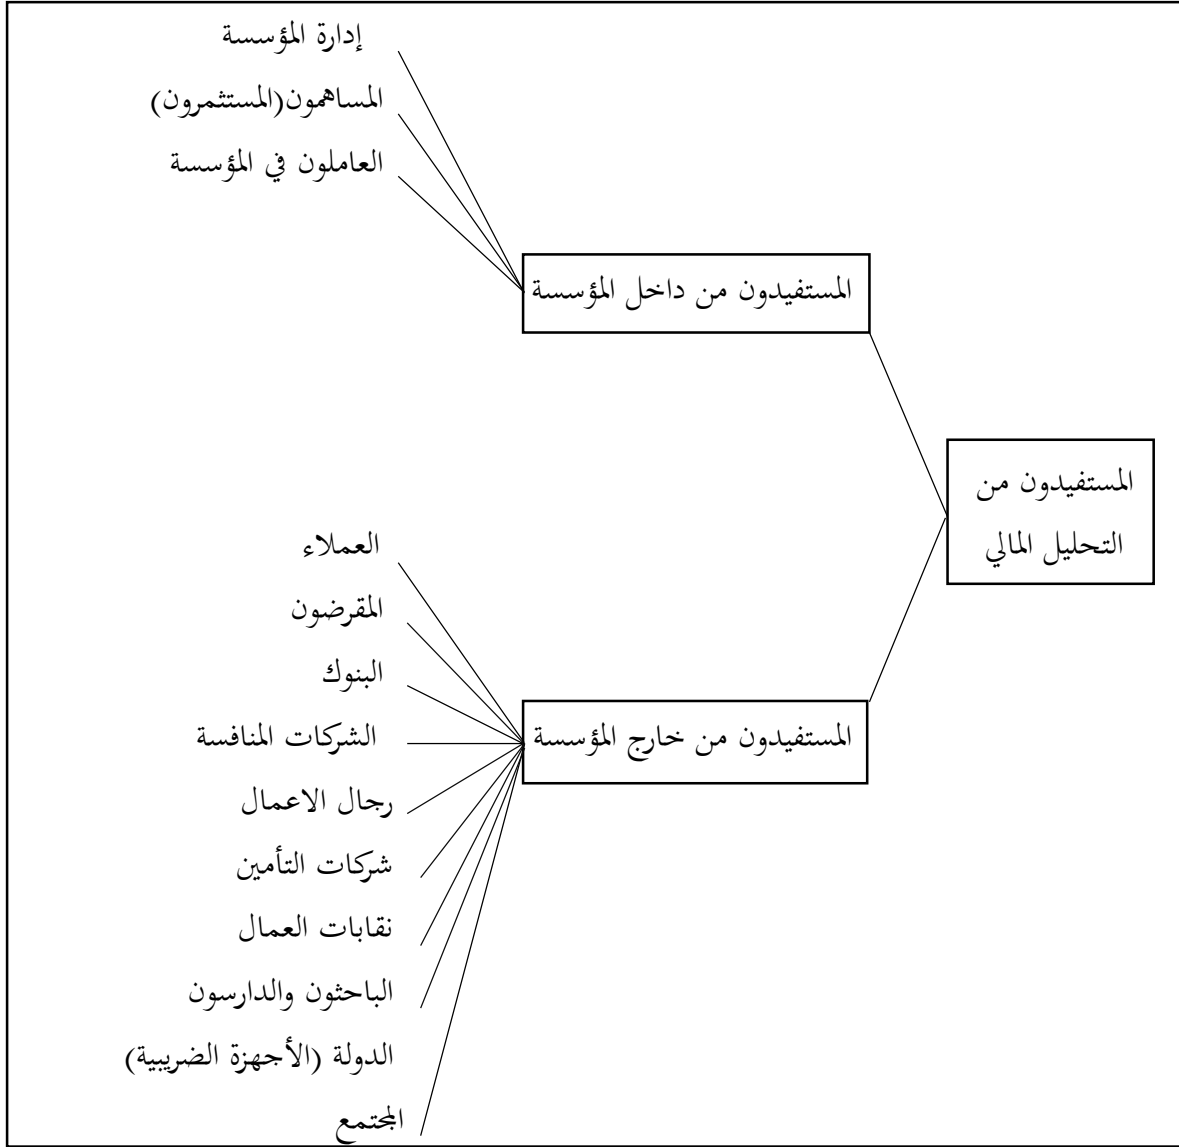 إدارة المؤسسة
المساهمون(المستثمرون)
العاملون في المؤسسة
المستفيدون من داخل المؤسسة
المستفيدون من
التحليل المالي
العملاء
المقرضون
البنوك
الشركات المنافسة
المستفيدون من خارج المؤسسة
رجال الاعمال
شركات التأمين
نقابات العمال
الباحثون والدارسون
الدولة (الأجهزة الضريبية)
المجتمع